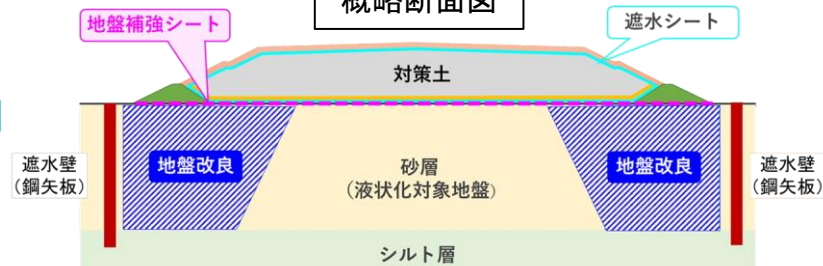 概略断面図
地盤補強シート
遮水シート
対策土
遮水壁
(鋼矢板)
地盤改良
砂層
(液状化対象地盤)
地盤改良
遮水壁
(鋼矢板)
シルト層